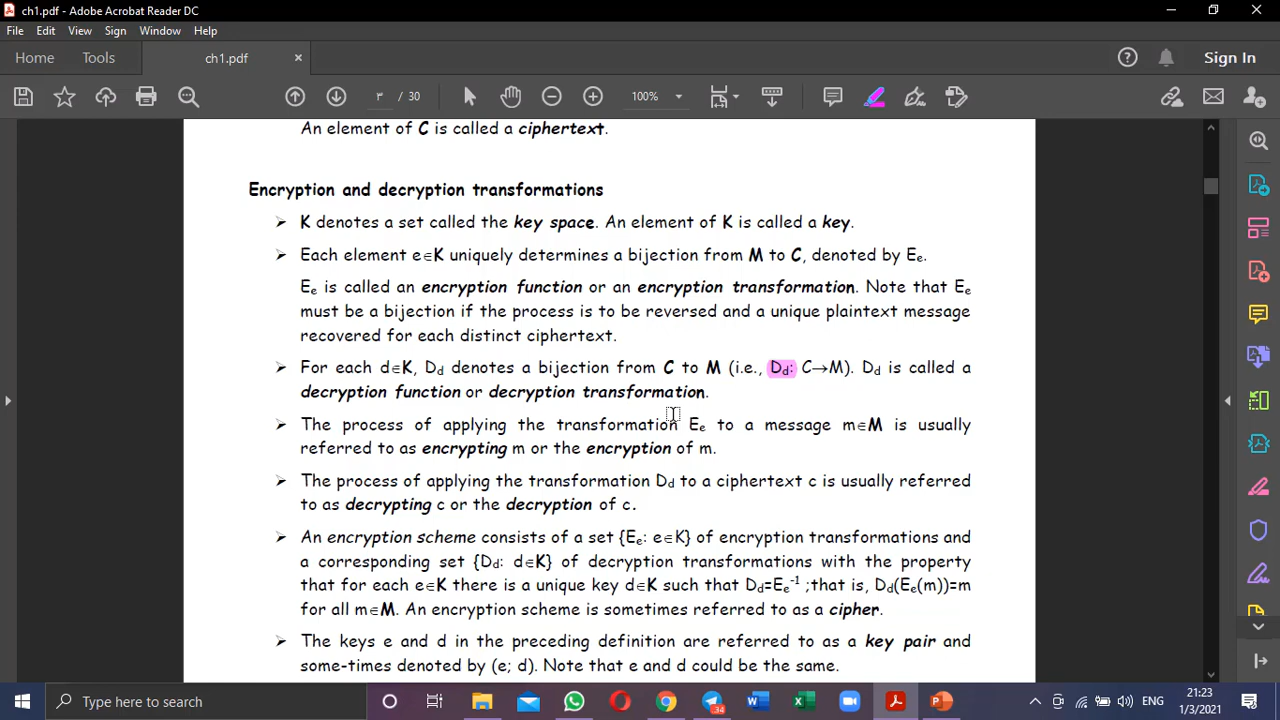 ch1.pdf - Adobe Acrobat Reader DC
File Edit View Sign Window Help
Home Tools ch1.pdf × Sign In
٣ / 30 100%
An element of C is called a ciphertext.
Encryption and decryption transformations
➢ K denotes a set called the key space. An element of K is called a key.
➢ Each element e∈K uniquely determines a bijection from M to C, denoted by Eₑ.
Eₑ is called an encryption function or an encryption transformation. Note that Eₑ
must be a bijection if the process is to be reversed and a unique plaintext message
recovered for each distinct ciphertext.
➢ For each d∈K, D_d denotes a bijection from C to M (i.e., D_d: C→M). D_d is called a
decryption function or decryption transformation.
➢ The process of applying the transformation Eₑ to a message m∈M is usually
referred to as encrypting m or the encryption of m.
➢ The process of applying the transformation D_d to a ciphertext c is usually referred
to as decrypting c or the decryption of c.
➢ An encryption scheme consists of a set {Eₑ: e∈K} of encryption transformations and
a corresponding set {D_d: d∈K} of decryption transformations with the property
that for each e∈K there is a unique key d∈K such that D_d=Eₑ⁻¹ ;that is, D_d(Eₑ(m))=m
for all m∈M. An encryption scheme is sometimes referred to as a cipher.
➢ The keys e and d in the preceding definition are referred to as a key pair and
some-times denoted by (e; d). Note that e and d could be the same.
Type here to search 34 ENG 21:23
1/3/2021